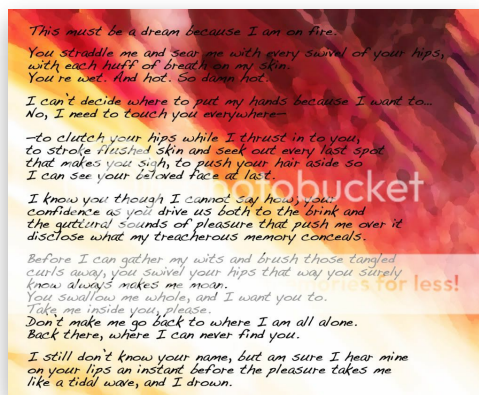 This must be a dream because I am on fire.
You straddle me and sear me with every swivel of your hips,
with each huff of breath on my skin.
You're wet. And hot. So damn hot.
I can't decide where to put my hands because I want to...
No, I need to touch you everywhere—
—to clutch your hips while I thrust in to you,
to stroke flushed skin and seek out every last spot
that makes you sigh, to push your hair aside so
I can see your beloved face at last.
photobucket
I know you though I cannot say how, your
confidence as you drive us both to the brink and
the guttural sounds of pleasure that push me over it
disclose what my treacherous memory conceals.
Before I can gather my wits and brush those tangled
curls away, you swivel your hips that way you surely
know always makes me moan.
memories for less!
You swallow me whole, and I want you to.
Take me inside you, please.
Don't make me go back to where I am all alone.
Back there, where I can never find you.
I still don't know your name, but am sure I hear mine
on your lips an instant before the pleasure takes me
like a tidal wave, and I drown.